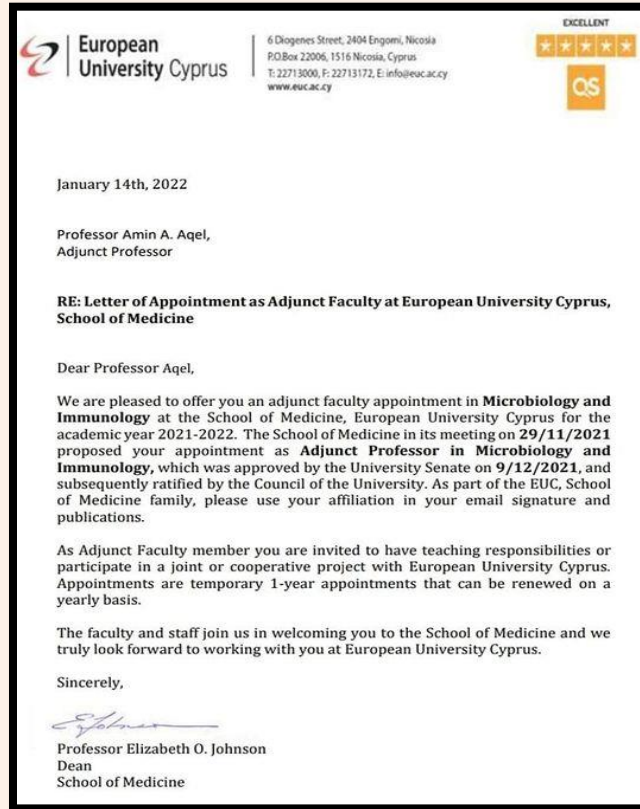 European
University Cyprus
6 Diogenes Street, 2404 Engomi, Nicosia
P.O.Box 22006, 1516 Nicosia, Cyprus
T: 22713000, F: 22713172, E: info@euc.ac.cy
www.euc.ac.cy
EXCELLENT
QS
January 14th, 2022
Professor Amin A. Aqel,
Adjunct Professor
RE: Letter of Appointment as Adjunct Faculty at European University Cyprus,
School of Medicine
Dear Professor Aqel,
We are pleased to offer you an adjunct faculty appointment in Microbiology and
Immunology at the School of Medicine, European University Cyprus for the
academic year 2021-2022. The School of Medicine in its meeting on 29/11/2021
proposed your appointment as Adjunct Professor in Microbiology and
Immunology, which was approved by the University Senate on 9/12/2021, and
subsequently ratified by the Council of the University. As part of the EUC, School
of Medicine family, please use your affiliation in your email signature and
publications.
As Adjunct Faculty member you are invited to have teaching responsibilities or
participate in a joint or cooperative project with European University Cyprus.
Appointments are temporary 1-year appointments that can be renewed on a
yearly basis.
The faculty and staff join us in welcoming you to the School of Medicine and we
truly look forward to working with you at European University Cyprus.
Sincerely,
Professor Elizabeth O. Johnson
Dean
School of Medicine